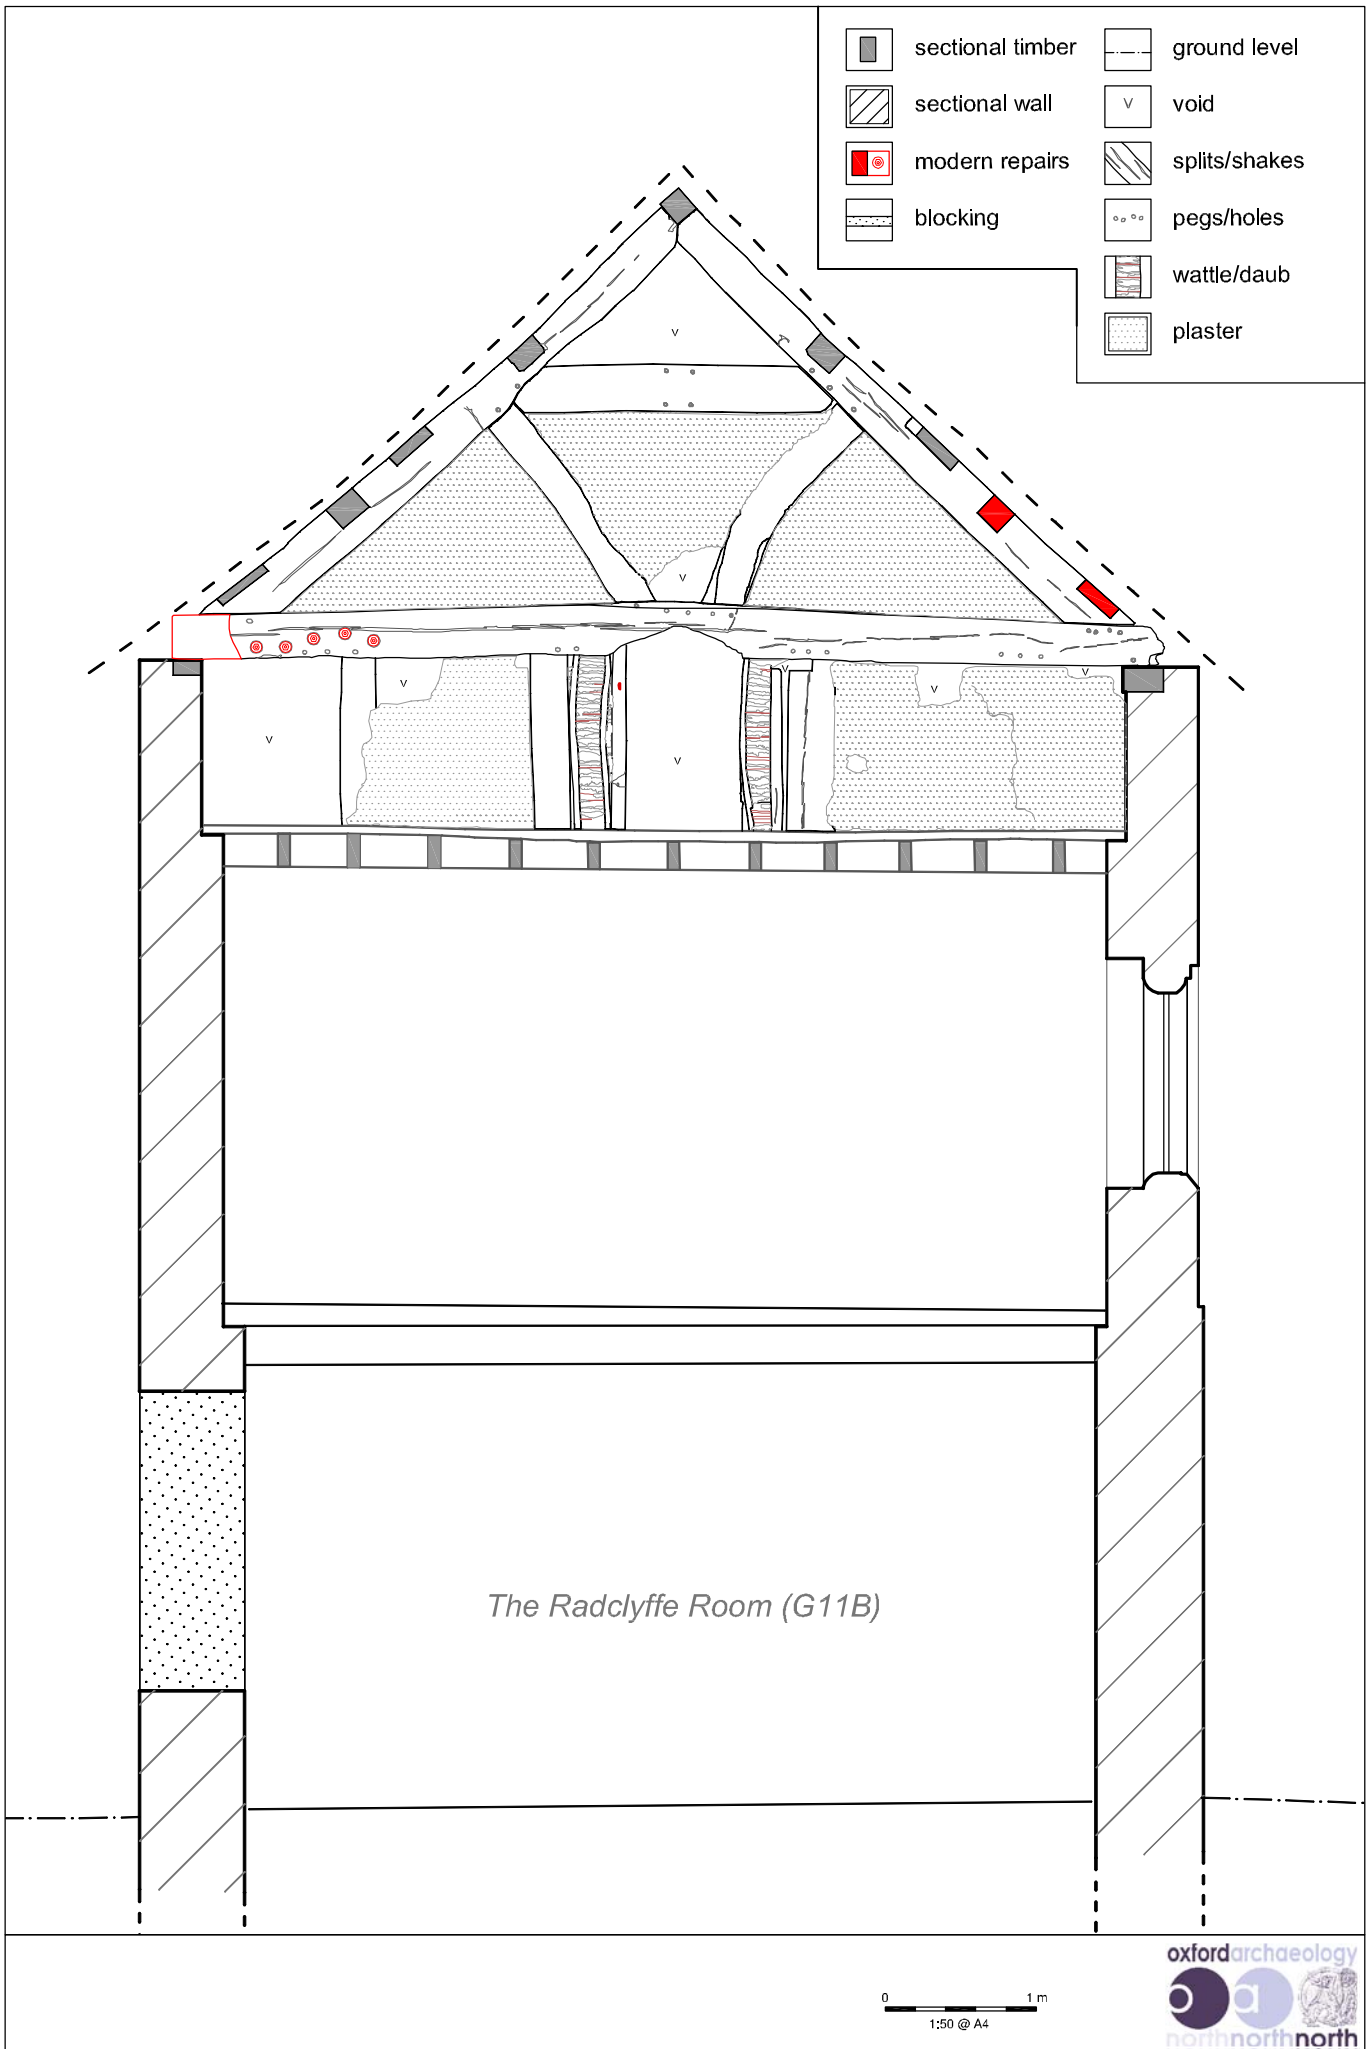 sectional timber
sectional wall
modern repairs
blocking
ground level
v void
splits/shakes
pegs/holes
wattle/daub
plaster
v
v
v
v
v
v
v
v
The Radclyffe Room (G11B)
0 1 m
1:50 @ A4
oxfordarchaeology
oa
northnorthnorth